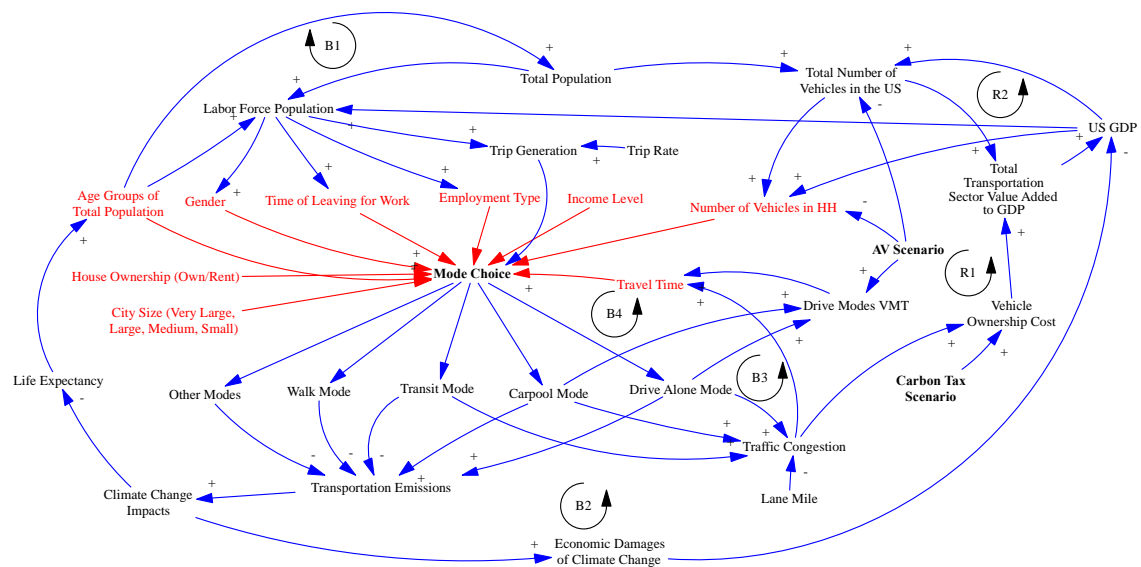 B1
+
+
+
Total Population
+
Total Number of
Vehicles in the US
+
R2
Labor Force Population
+
+
+
-
US GDP
+
Trip Generation
+
Trip Rate
+
+
-
Age Groups of
Total Population
Gender
+
+
Time of Leaving for Work
+
Employment Type
Income Level
+
+
Number of Vehicles in HH
-
Total
Transportation
Sector Value Added
to GDP
+
+
+
Mode Choice
+
AV Scenario
+
House Ownership (Own/Rent)
Travel Time
+
+
R1
City Size (Very Large,
Large, Medium, Small)
B4
+
Drive Modes VMT
+
Vehicle
Ownership Cost
+
+
Life Expectancy
-
Other Modes
Walk Mode
Transit Mode
Carpool Mode
Drive Alone Mode
B3
Carbon Tax
Scenario
+
+
Traffic Congestion
-
-
-
-
+
+
Transportation Emissions
Lane Mile
Climate Change
Impacts
+
B2
+
Economic Damages
of Climate Change